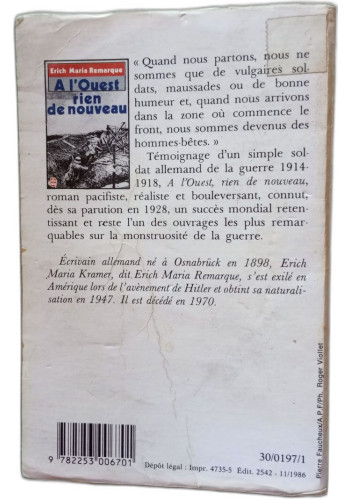 Erich Maria Remarque
A l'Ouest
rien
de nouveau
« Quand nous partons, nous ne
sommes que de vulgaires sol-
dats, maussades ou de bonne
humeur et, quand nous arrivons
dans la zone où commence le
front, nous sommes devenus des
hommes-bêtes. »
Témoignage d'un simple sol-
dat allemand de la guerre 1914-
1918, A l'Ouest, rien de nouveau,
roman pacifiste, réaliste et bouleversant, connut,
dès sa parution en 1928, un succès mondial reten-
tissant et reste l'un des ouvrages les plus remar-
quables sur la monstruosité de la guerre.
Écrivain allemand né à Osnabrück en 1898, Erich
Maria Kramer, dit Erich Maria Remarque, s'est exilé en
Amérique lors de l'avènement de Hitler et obtint sa naturali-
sation en 1947. Il est décédé en 1970.
Pierre Faucheux/A.P.F/Ph. Roger Viollet
9 782253 006701
30/0197/1
Dépôt légal : Impr. 4735-5 Édit. 2542 - 11/1986